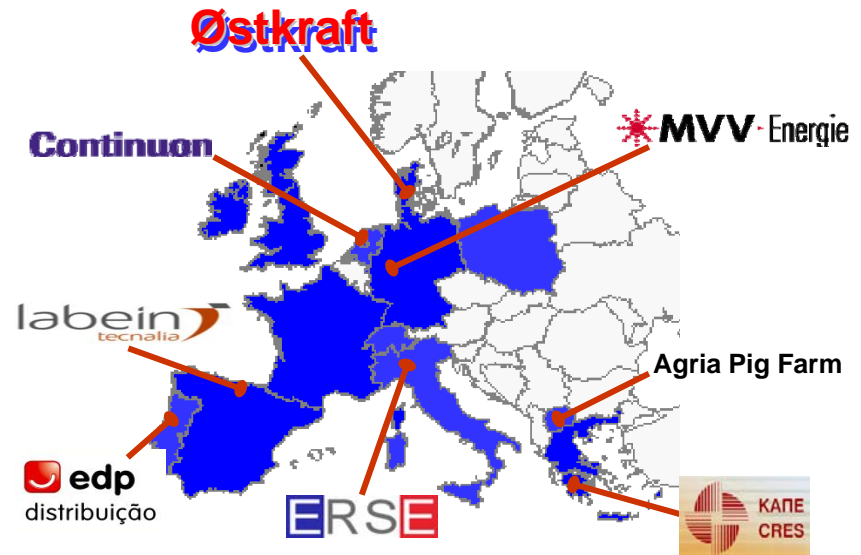 Østkraft
Continuon
MVV Energie
labein
tecnalia
Agria Pig Farm
edp
distribuição
ERSE
ΚΑΠΕ
CRES